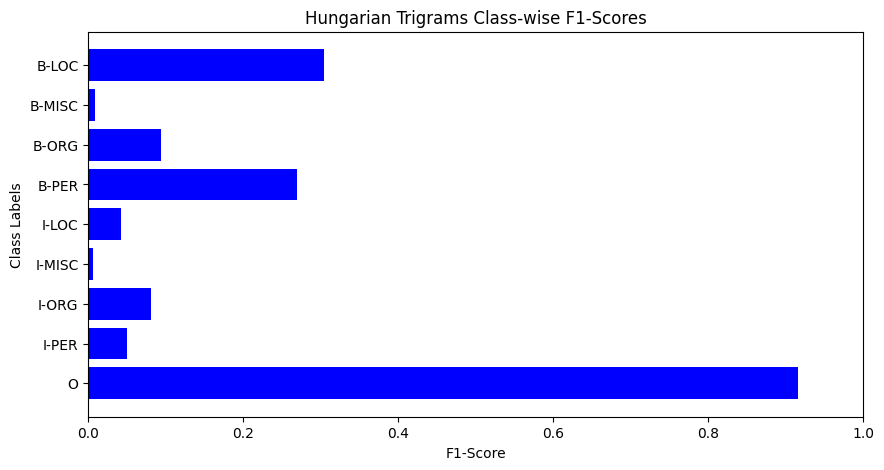 Hungarian Trigrams Class-wise F1-Scores
Class Labels
B-LOC
B-MISC
B-ORG
B-PER
I-LOC
I-MISC
I-ORG
I-PER
O
0.0 0.2 0.4 0.6 0.8 1.0
F1-Score